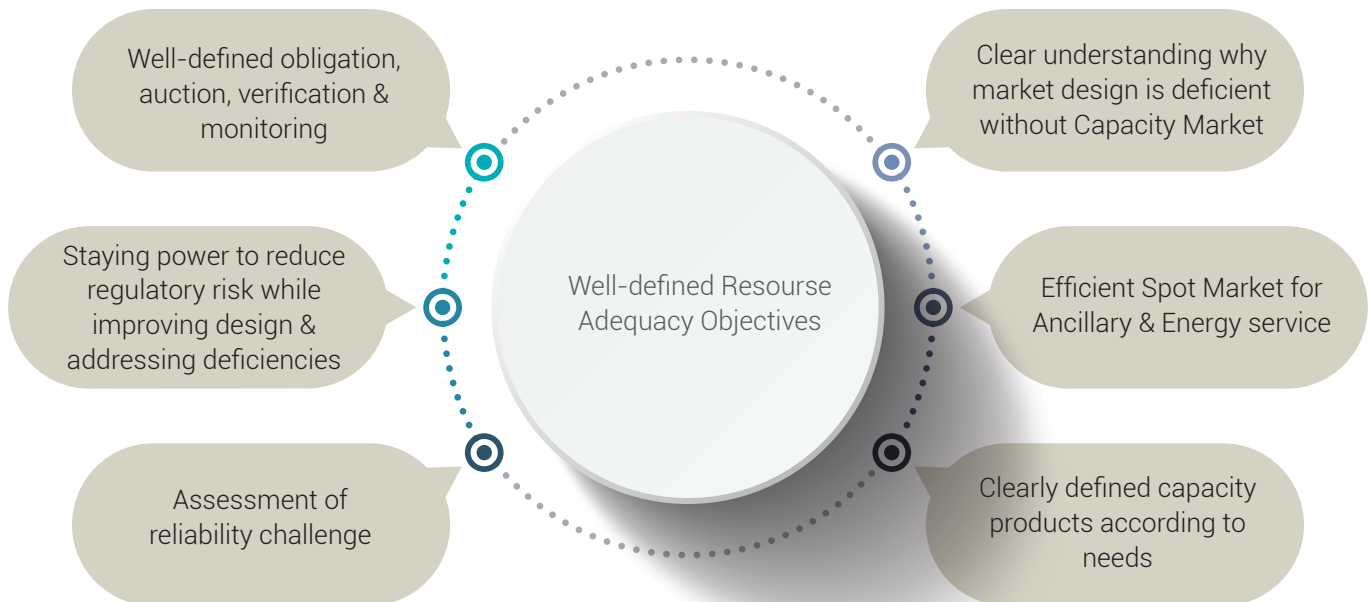 Well-defined obligation,
auction, verification &
monitoring
Clear understanding why
market design is deficient
without Capacity Market
Staying power to reduce
regulatory risk while
improving design &
addressing deficiencies
Well-defined Resourse
Adequacy Objectives
Efficient Spot Market for
Ancillary & Energy service
Assessment of
reliability challenge
Clearly defined capacity
products according to
needs